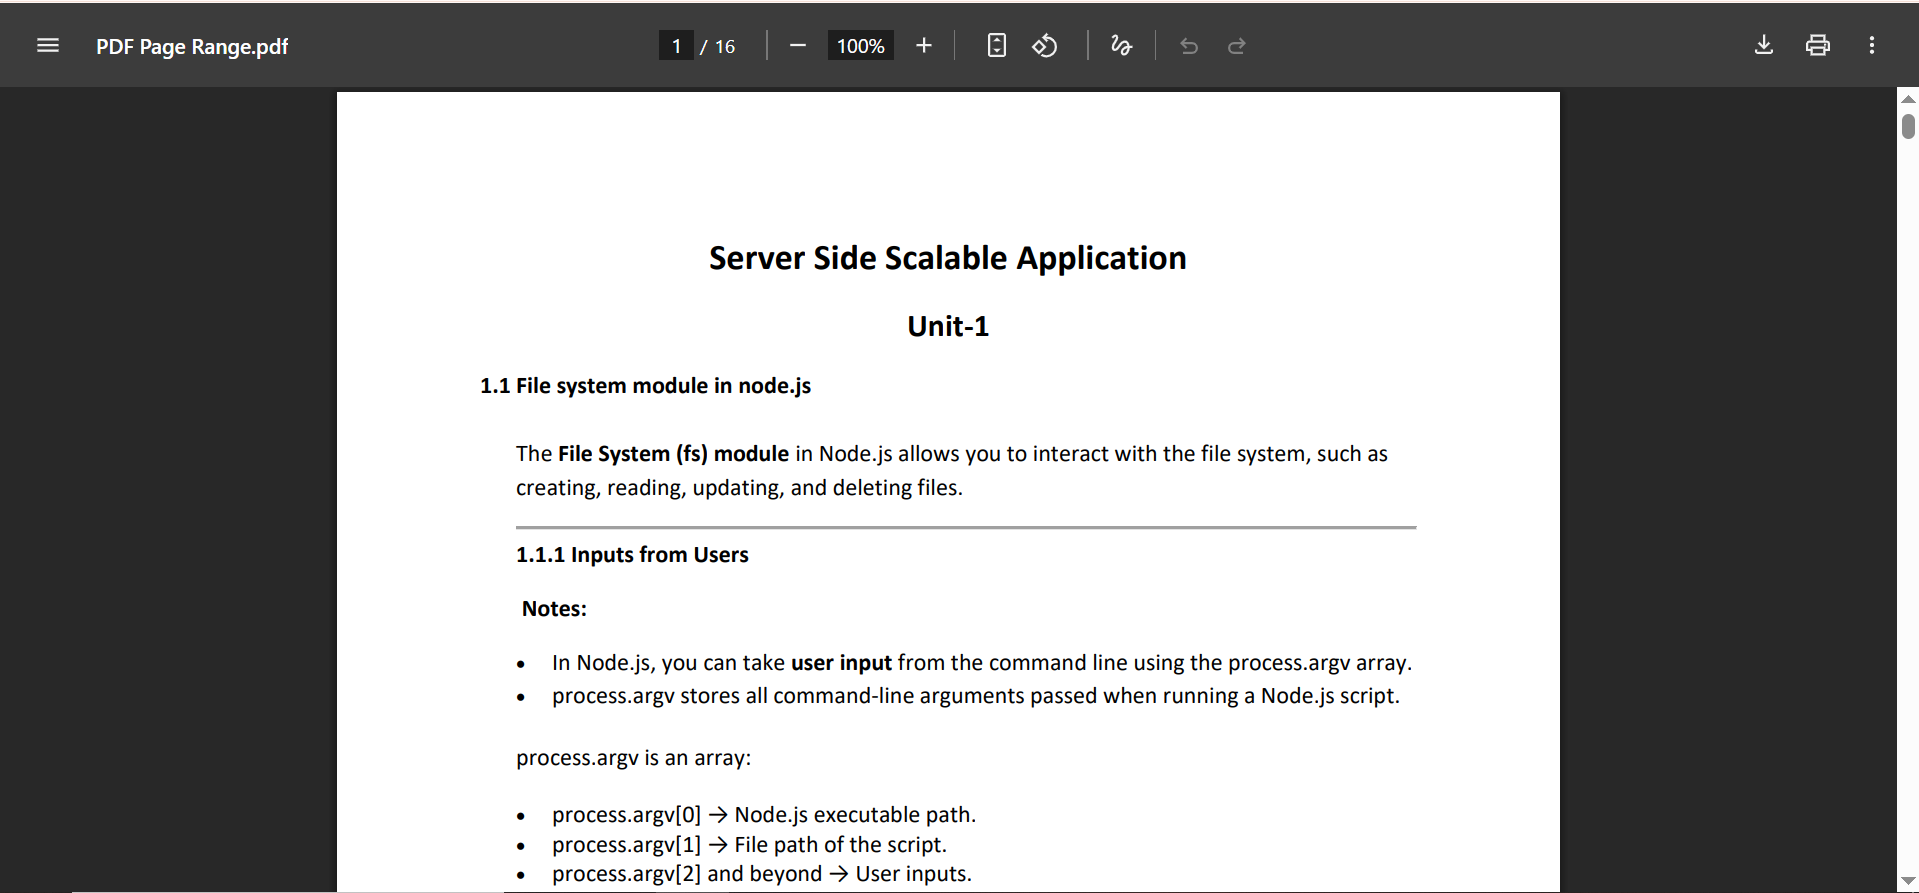 PDF Page Range.pdf
1 / 16
100%
Server Side Scalable Application
Unit-1
1.1 File system module in node.js
The File System (fs) module in Node.js allows you to interact with the file system, such as
creating, reading, updating, and deleting files.
1.1.1 Inputs from Users
Notes:
• In Node.js, you can take user input from the command line using the process.argv array.
• process.argv stores all command-line arguments passed when running a Node.js script.
process.argv is an array:
• process.argv[0] → Node.js executable path.
• process.argv[1] → File path of the script.
• process.argv[2] and beyond → User inputs.